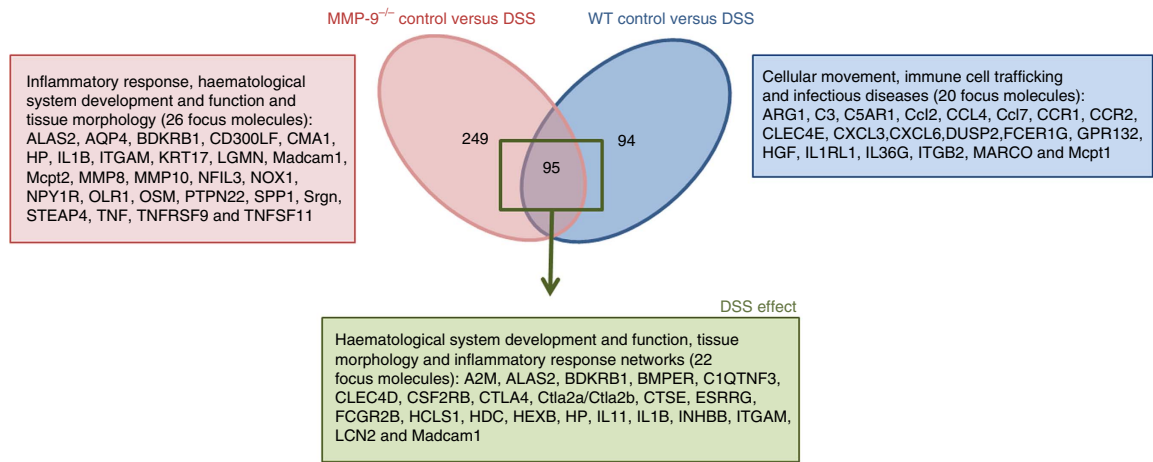 MMP-9–/– control versus DSS
WT control versus DSS
Inflammatory response, haematological
system development and function and
tissue morphology (26 focus molecules):
ALAS2, AQP4, BDKRB1, CD300LF, CMA1,
HP, IL1B, ITGAM, KRT17, LGMN, Madcam1,
Mcpt2, MMP8, MMP10, NFIL3, NOX1,
NPY1R, OLR1, OSM, PTPN22, SPP1, Srgn,
STEAP4, TNF, TNFRSF9 and TNFSF11
249
95
94
Cellular movement, immune cell trafficking
and infectious diseases (20 focus molecules):
ARG1, C3, C5AR1, Ccl2, CCL4, Ccl7, CCR1, CCR2,
CLEC4E, CXCL3,CXCL6,DUSP2,FCER1G, GPR132,
HGF, IL1RL1, IL36G, ITGB2, MARCO and Mcpt1
DSS effect
Haematological system development and function, tissue
morphology and inflammatory response networks (22
focus molecules): A2M, ALAS2, BDKRB1, BMPER, C1QTNF3,
CLEC4D, CSF2RB, CTLA4, Ctla2a/Ctla2b, CTSE, ESRRG,
FCGR2B, HCLS1, HDC, HEXB, HP, IL11, IL1B, INHBB, ITGAM,
LCN2 and Madcam1